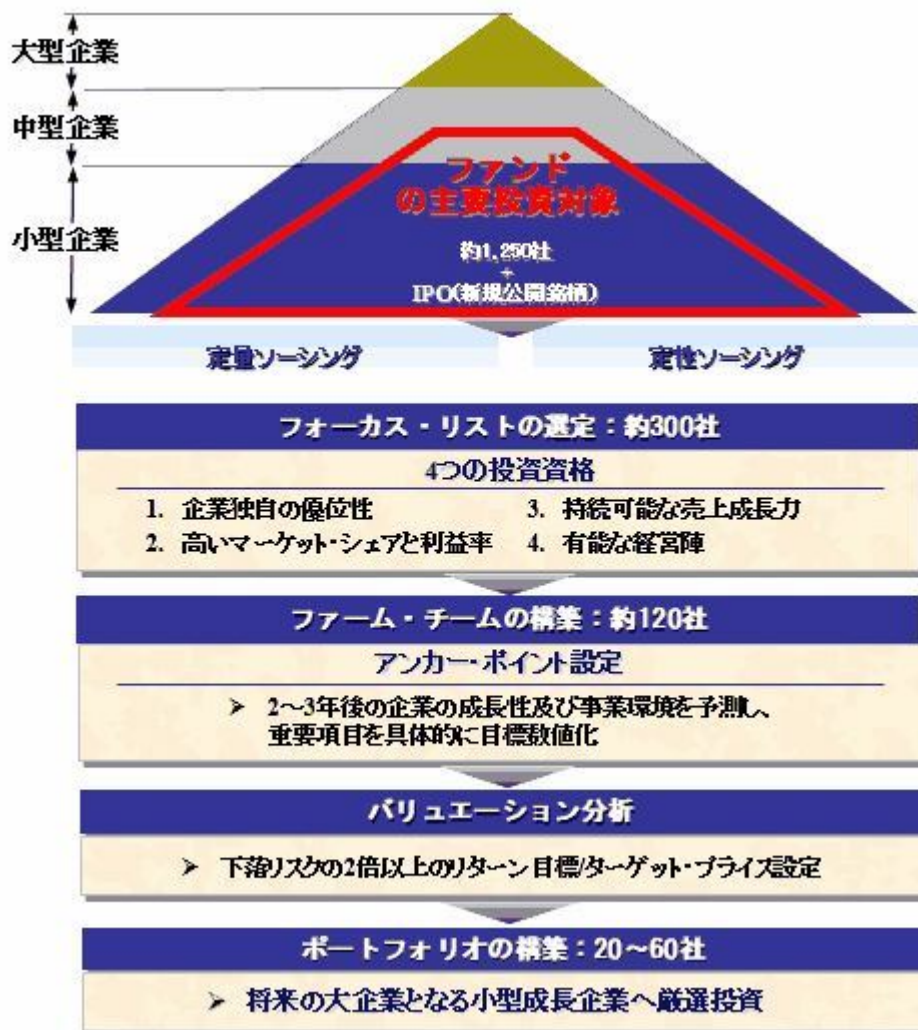 大型企業
中型企業
小型企業
ファンド
の主要投資対象
約1,250社
+
IPO(新規公開銘柄)
定量ソーシング
定性ソーシング
フォーカス・リストの選定：約300社
4つの投資資格
1. 企業独自の優位性
2. 高いマーケット・シェアと利益率
3. 持続可能な売上成長力
4. 有能な経営陣
ファーム・チームの構築：約120社
アンカー・ポイント設定
➢ 2～3年後の企業の成長性及び事業環境を予測し、
重要項目を具体的に目標数値化
バリュエーション分析
➢ 下落リスクの2倍以上のリターン目標/ターゲット・プライズ設定
ポートフォリオの構築：20～60社
➢ 将来の大企業となる小型成長企業へ厳選投資